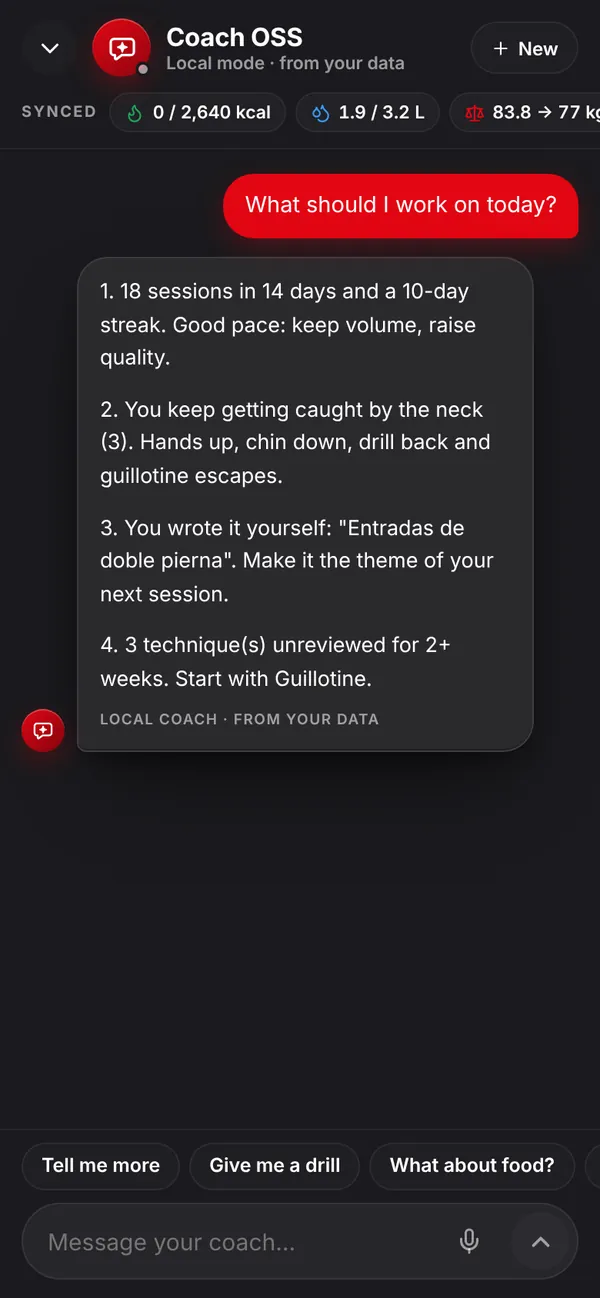 Coach OSS
Local mode · from your data
+ New
SYNCED
0 / 2,640 kcal
1.9 / 3.2 L
83.8 → 77 kg
What should I work on today?
1. 18 sessions in 14 days and a 10-day
streak. Good pace: keep volume, raise
quality.
2. You keep getting caught by the neck
(3). Hands up, chin down, drill back and
guillotine escapes.
3. You wrote it yourself: "Entradas de
doble pierna". Make it the theme of your
next session.
4. 3 technique(s) unreviewed for 2+
weeks. Start with Guillotine.
LOCAL COACH · FROM YOUR DATA
Tell me more
Give me a drill
What about food?
Message your coach...